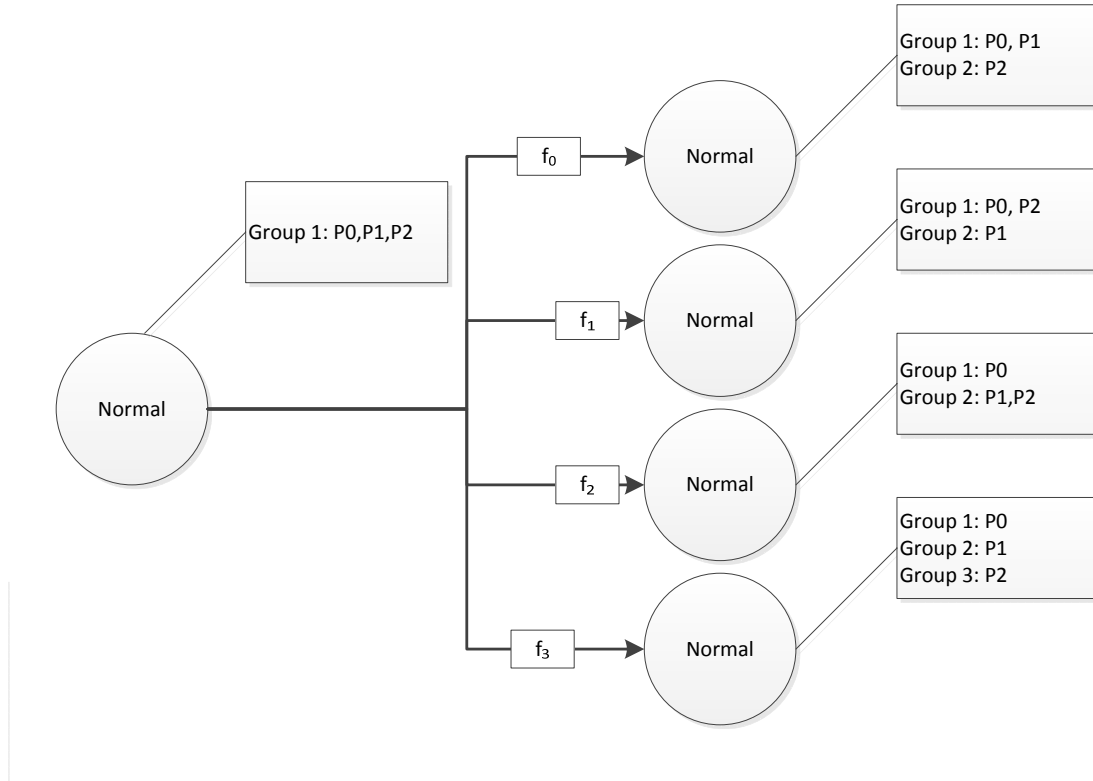 Group 1: P0, P1
Group 2: P2
f₀
Normal
Group 1: P0,P1,P2
Group 1: P0, P2
Group 2: P1
f₁
Normal
Normal
Group 1: P0
Group 2: P1,P2
f₂
Normal
Group 1: P0
Group 2: P1
Group 3: P2
f₃
Normal